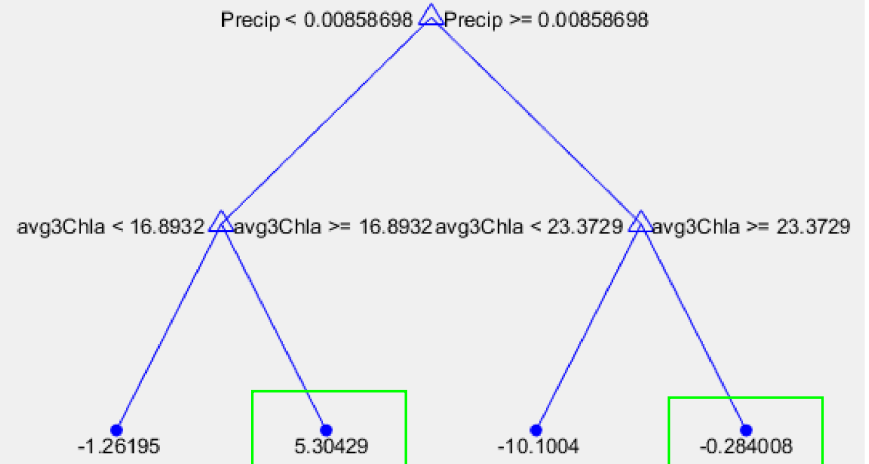 Precip < 0.00858698 Precip >= 0.00858698
avg3Chla < 16.8932 avg3Chla >= 16.8932 avg3Chla < 23.3729 avg3Chla >= 23.3729
-1.26195 5.30429 -10.1004 -0.284008